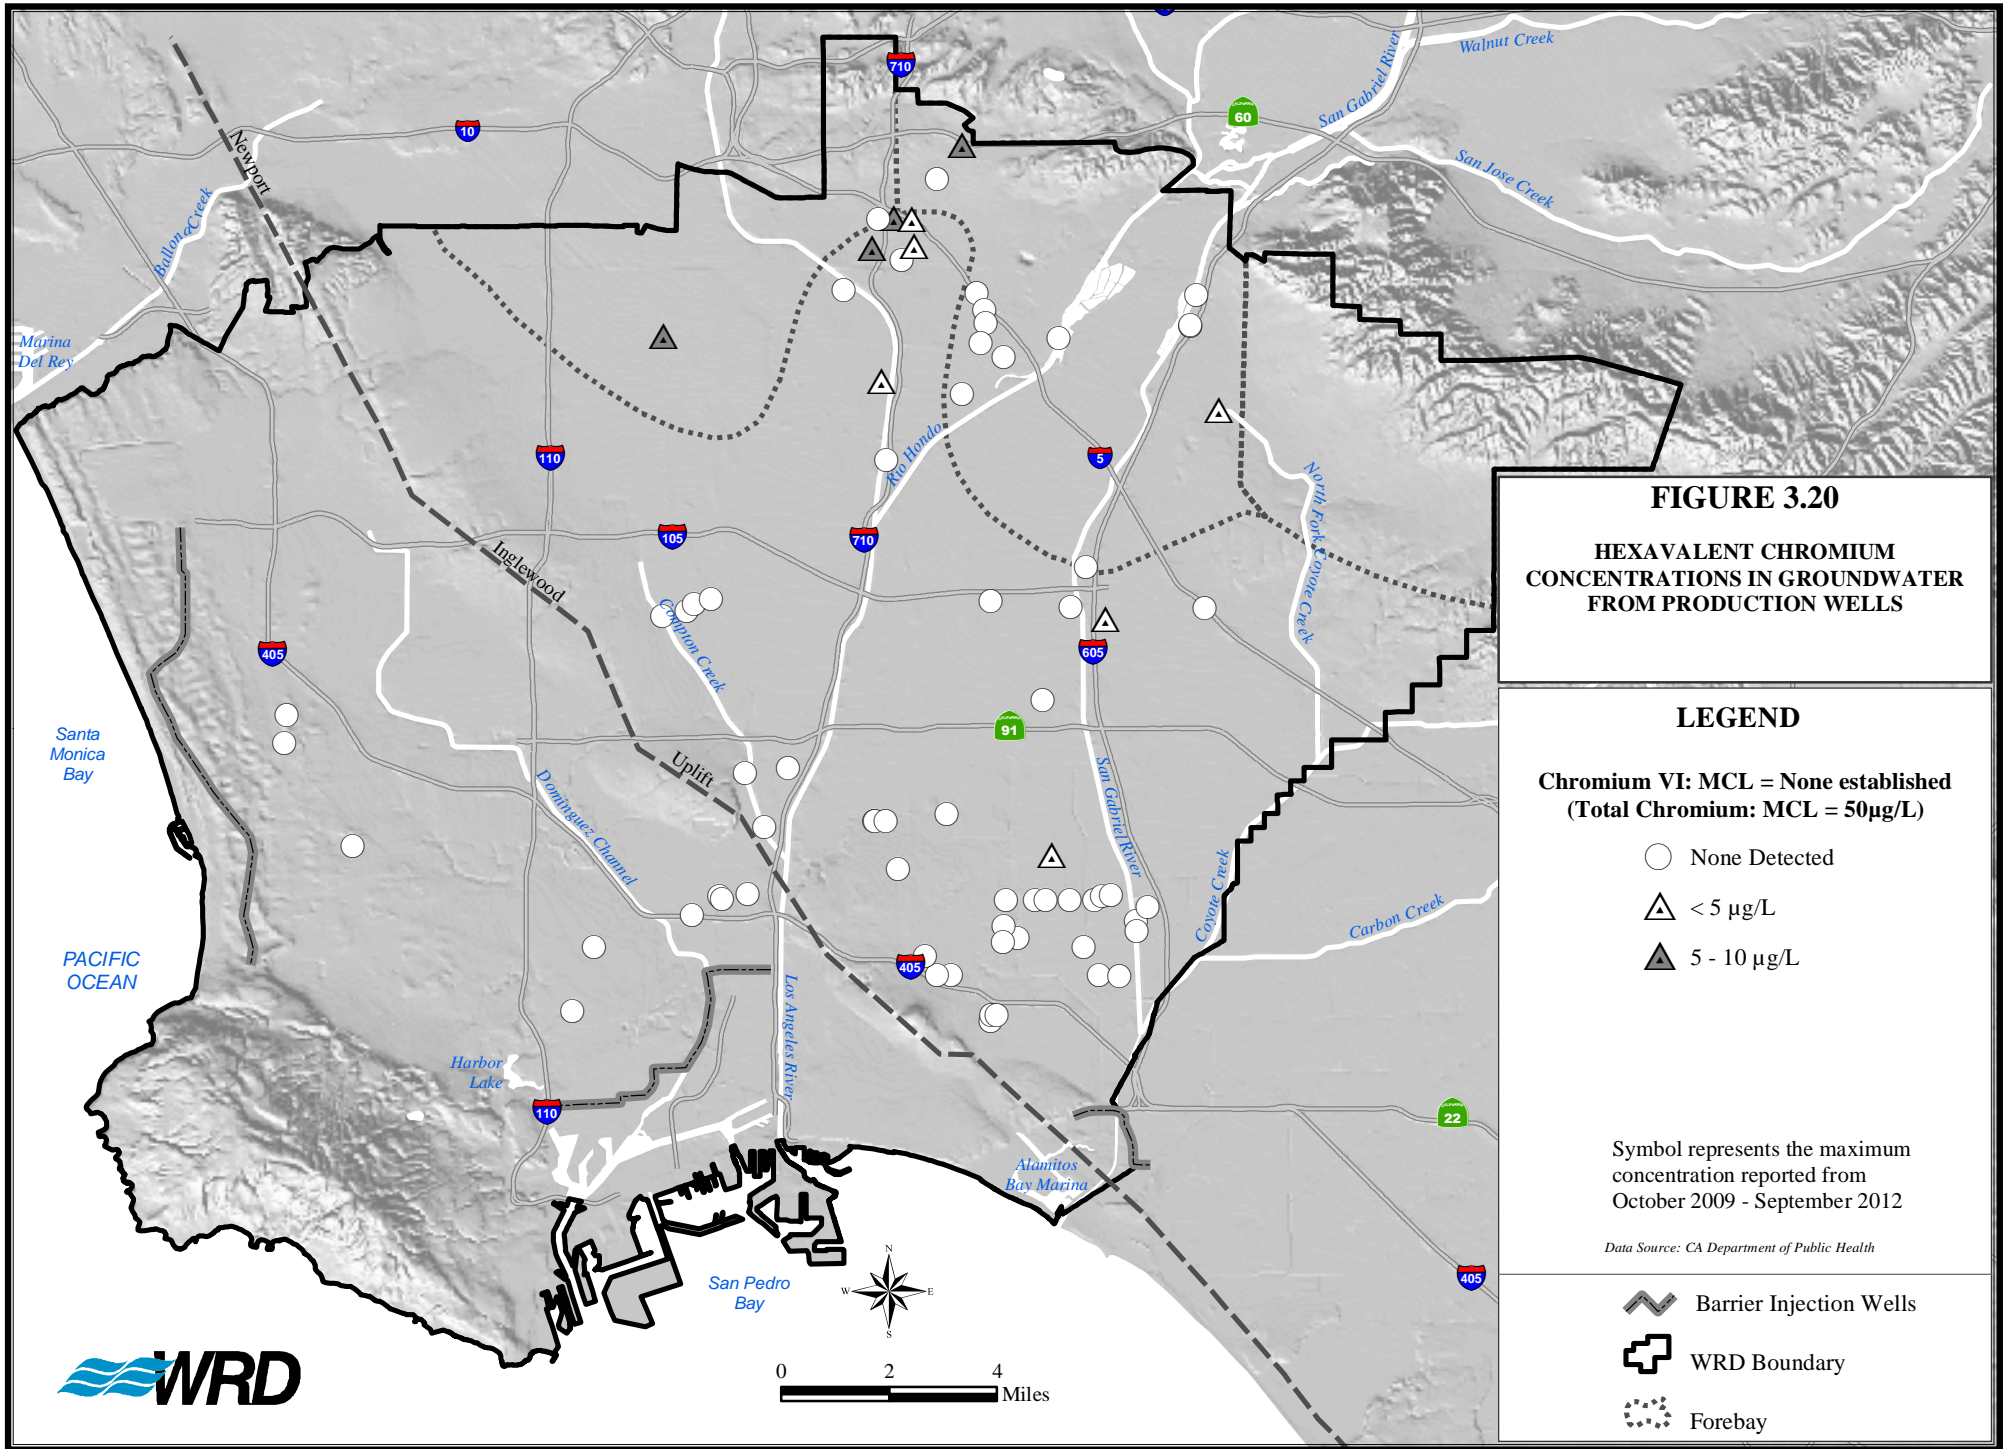 710
Walnut Creek
San Gabriel River
60
10
Newport
San Jose Creek
Ballona Creek
Marina
Del Rey
110
5
Rio Hondo
North Fork Coyote Creek
105
710
Inglewood
Compton Creek
405
605
Santa
Monica
Bay
91
Uplift
Dominguez Channel
San Gabriel River
Coyote Creek
Carbon Creek
PACIFIC
OCEAN
405
Los Angeles River
Harbor
Lake
110
22
Alamitos
Bay Marina
405
San Pedro
Bay
N
W
E
S
0
2
4
Miles
WRD
FIGURE 3.20
HEXAVALENT CHROMIUM
CONCENTRATIONS IN GROUNDWATER
FROM PRODUCTION WELLS
LEGEND
Chromium VI: MCL = None established
(Total Chromium: MCL = 50µg/L)
None Detected
< 5 µg/L
5 - 10 µg/L
Symbol represents the maximum
concentration reported from
October 2009 - September 2012
Data Source: CA Department of Public Health
Barrier Injection Wells
WRD Boundary
Forebay